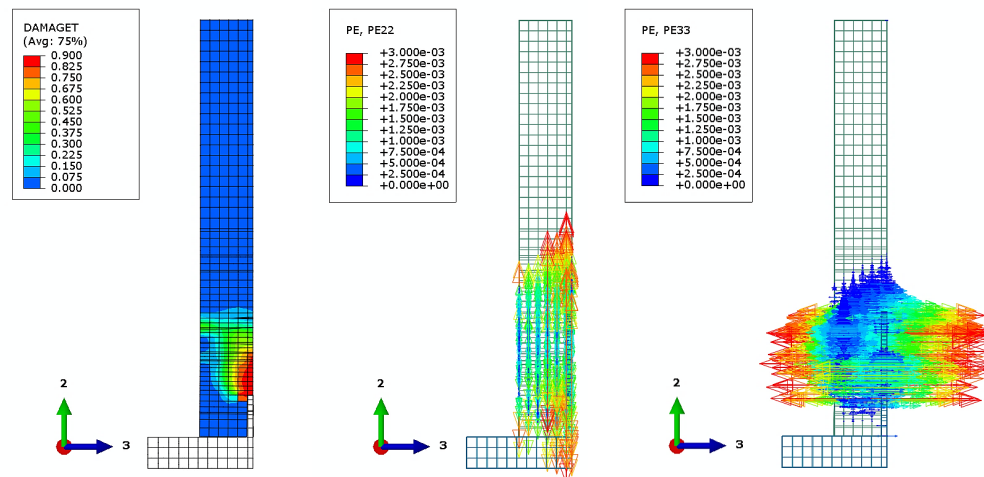 DAMAGET
(Avg: 75%)
0.900
0.825
0.750
0.675
0.600
0.525
0.450
0.375
0.300
0.225
0.150
0.075
0.000
2
3
PE, PE22
+3.000e-03
+2.750e-03
+2.500e-03
+2.250e-03
+2.000e-03
+1.750e-03
+1.500e-03
+1.250e-03
+1.000e-03
+7.500e-04
+5.000e-04
+2.500e-04
+0.000e+00
2
3
PE, PE33
+3.000e-03
+2.750e-03
+2.500e-03
+2.250e-03
+2.000e-03
+1.750e-03
+1.500e-03
+1.250e-03
+1.000e-03
+7.500e-04
+5.000e-04
+2.500e-04
+0.000e+00
2
3